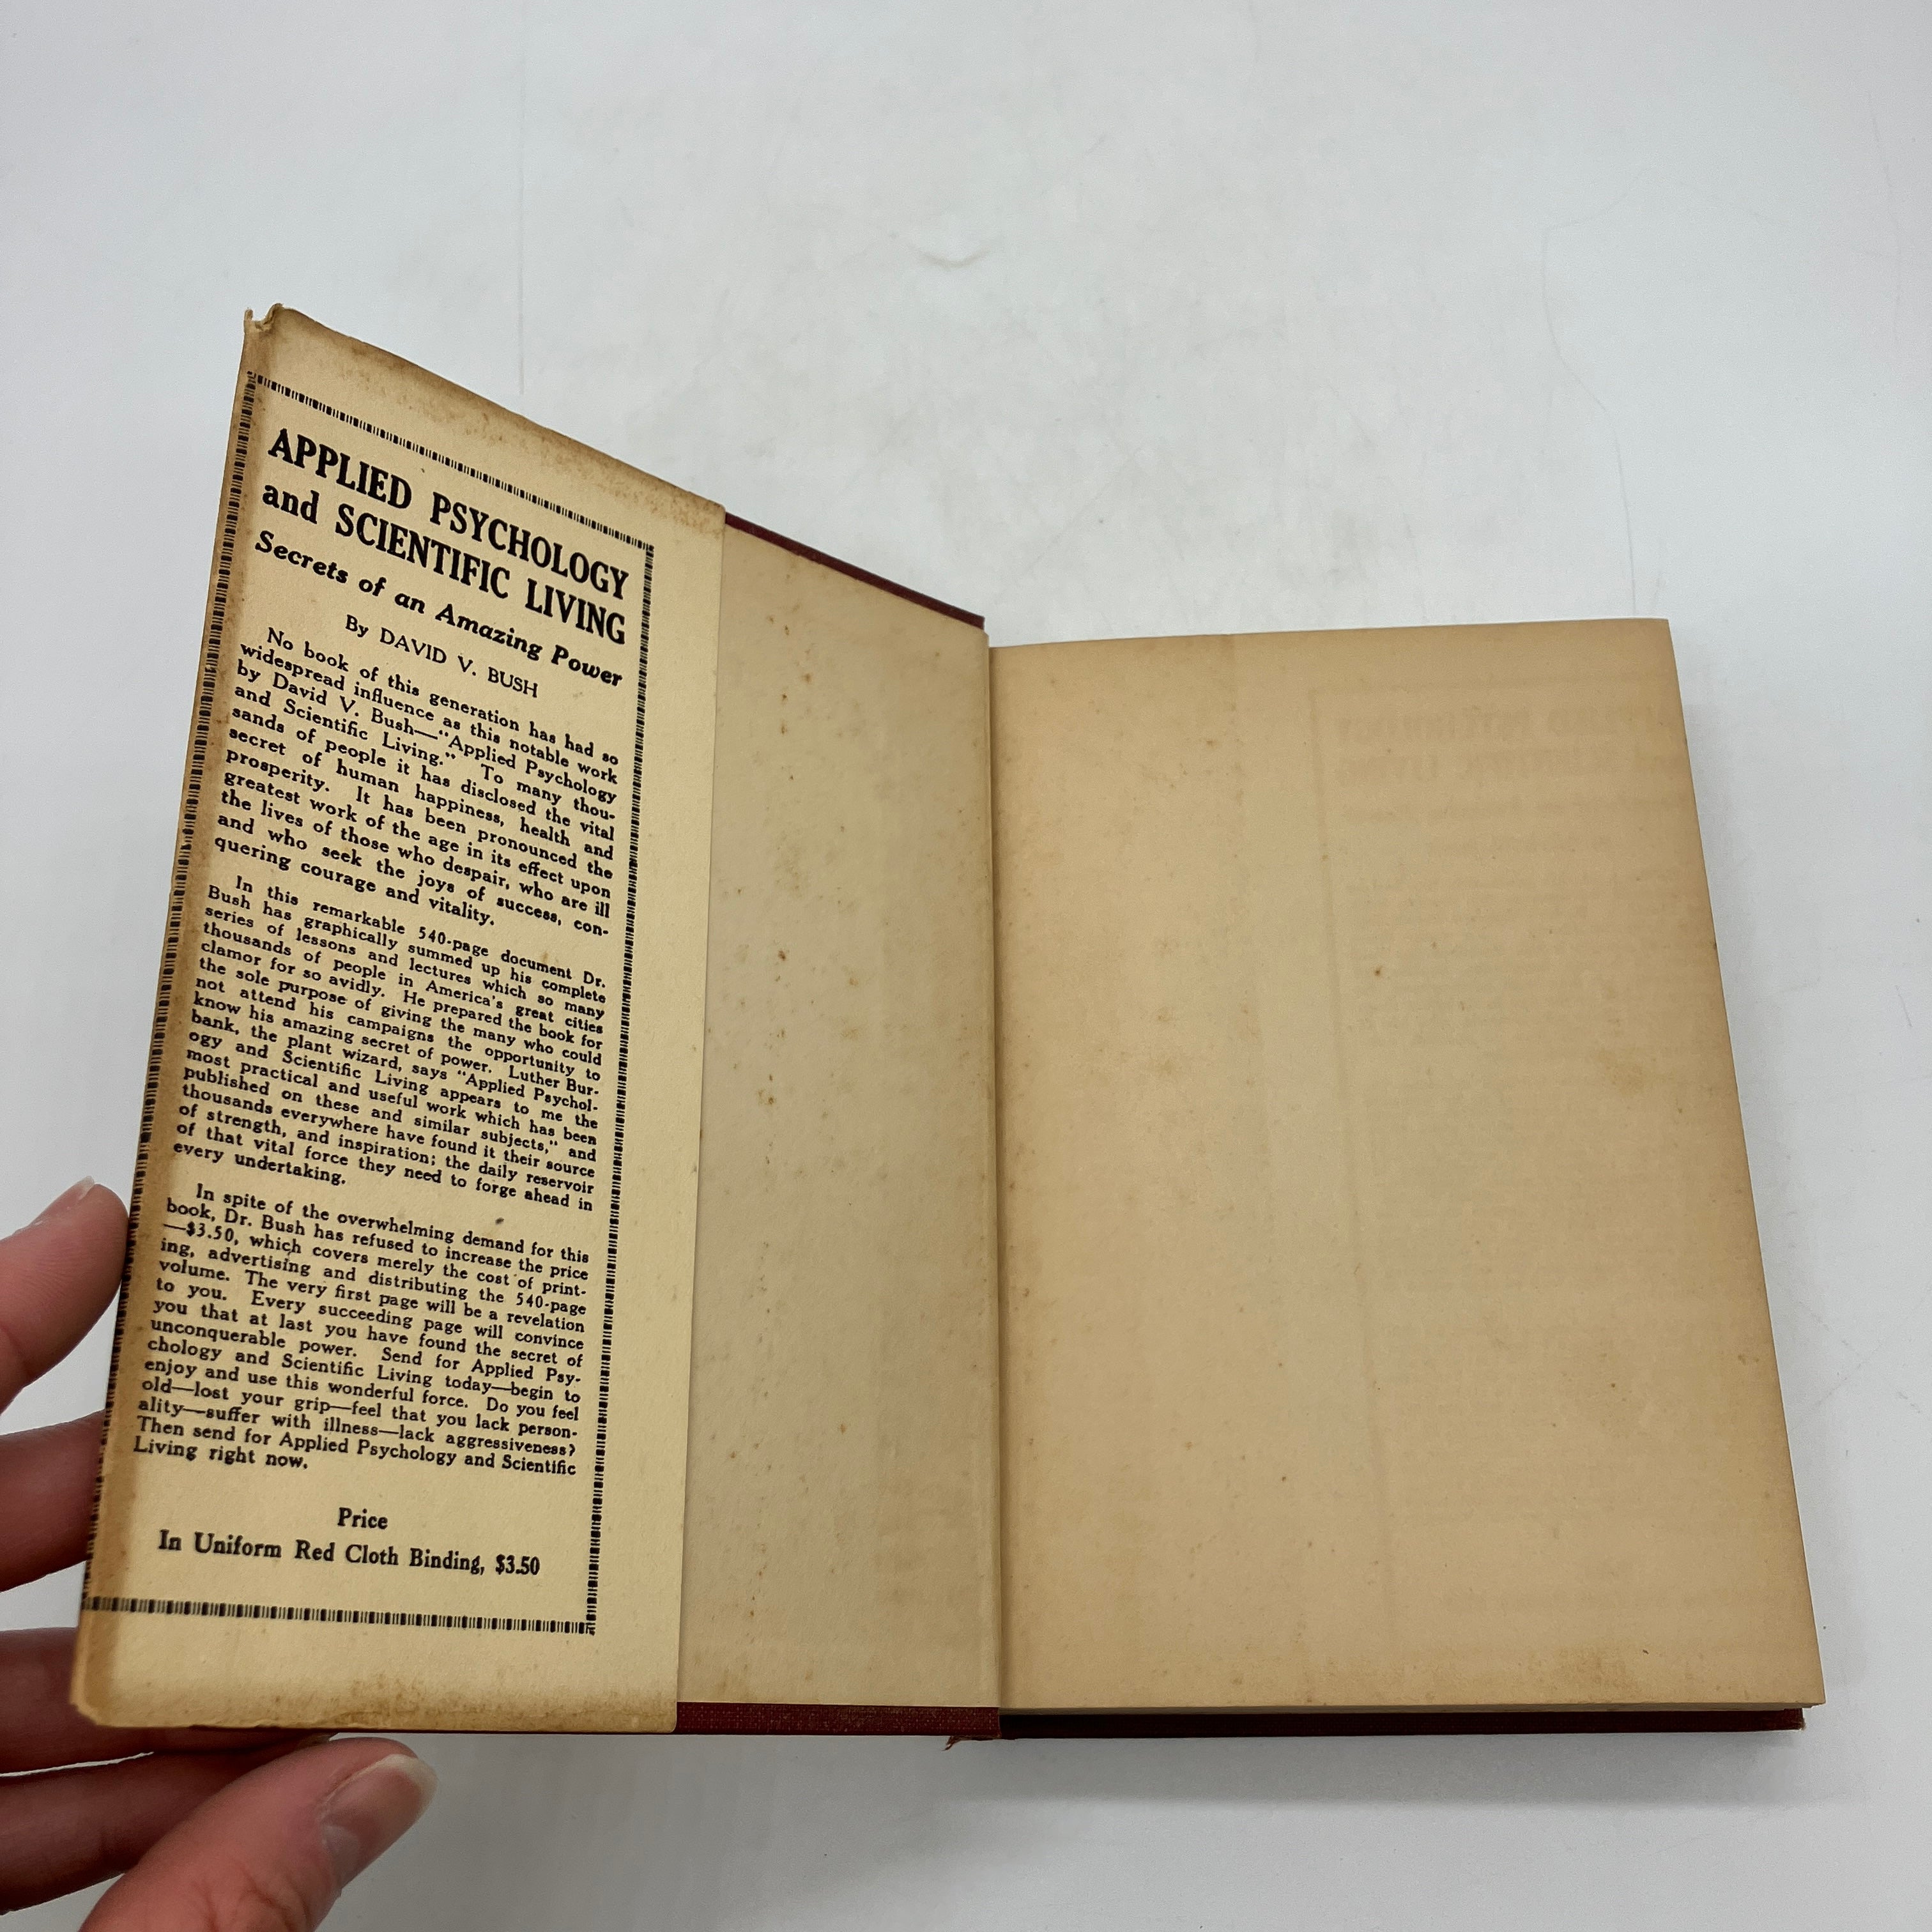 APPLIED PSYCHOLOGY
and SCIENTIFIC LIVING
Secrets of an Amazing Power
By DAVID V. BUSH
No book of this generation has had so
widespread influence as this notable work
by David V. Bush—"Applied Psychology
and Scientific Living." To many thou-
sands of people it has disclosed the vital
secret of human happiness, health and
prosperity. It has been pronounced the
greatest work of the age in its effect upon
the lives of those who despair, who are ill
and who seek the joys of success, con-
quering courage and vitality.
In this remarkable 540-page document Dr.
Bush has graphically summed up his complete
series of lessons and lectures which so many
thousands of people in America's great cities
clamor for so avidly. He prepared the book for
the sole purpose of giving the many who could
not attend his campaigns the opportunity to
know his amazing secret of power. Luther Bur-
bank, the plant wizard, says "Applied Psychol-
ogy and Scientific Living appears to me the
most practical and useful work which has been
published on these and similar subjects," and
thousands everywhere have found it their source
of strength, and inspiration; the daily reservoir
of that vital force they need to forge ahead in
every undertaking.
In spite of the overwhelming demand for this
book, Dr. Bush has refused to increase the price
—$3.50, which covers merely the cost of print-
ing, advertising and distributing the 540-page
volume. The very first page will be a revelation
to you. Every succeeding page will convince
you that at last you have found the secret of
unconquerable power. Send for Applied Psy-
chology and Scientific Living today—begin to
enjoy and use this wonderful force. Do you feel
old—lost your grip—feel that you lack person-
ality—suffer with illness—lack aggressiveness?
Then send for Applied Psychology and Scientific
Living right now.
Price
In Uniform Red Cloth Binding, $3.50